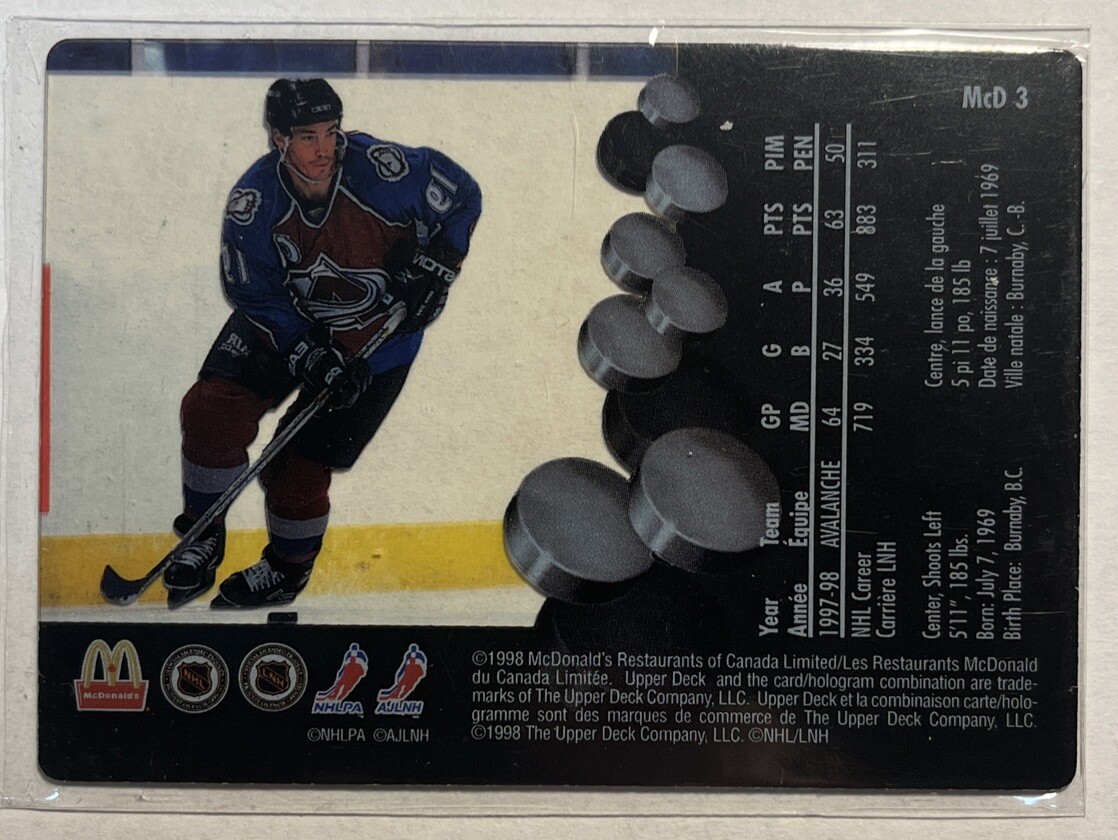 McD 3
Year Team GP G A PTS PIM
Année Équipe MD B P PTS PEN
1997-98 AVALANCHE 64 27 36 63 50
NHL Career 719 334 549 883 311
Carrière LNH
Center, Shoots Left
5'11", 185 lbs.
Born: July 7, 1969
Birth Place: Burnaby, B.C.
Centre, lance de la gauche
5 pi 11 po, 185 lb
Date de naissance : 7 juillet 1969
Ville natale : Burnaby, C.-B.
McDonald's
NHL
LNH
NHLPA
AJLNH
©NHLPA ©AJLNH
©1998 McDonald's Restaurants of Canada Limited/Les Restaurants McDonald
du Canada Limitée. Upper Deck and the card/hologram combination are trade-
marks of The Upper Deck Company, LLC. Upper Deck et la combinaison carte/holo-
gramme sont des marques de commerce de The Upper Deck Company, LLC.
©1998 The Upper Deck Company, LLC. ©NHL/LNH